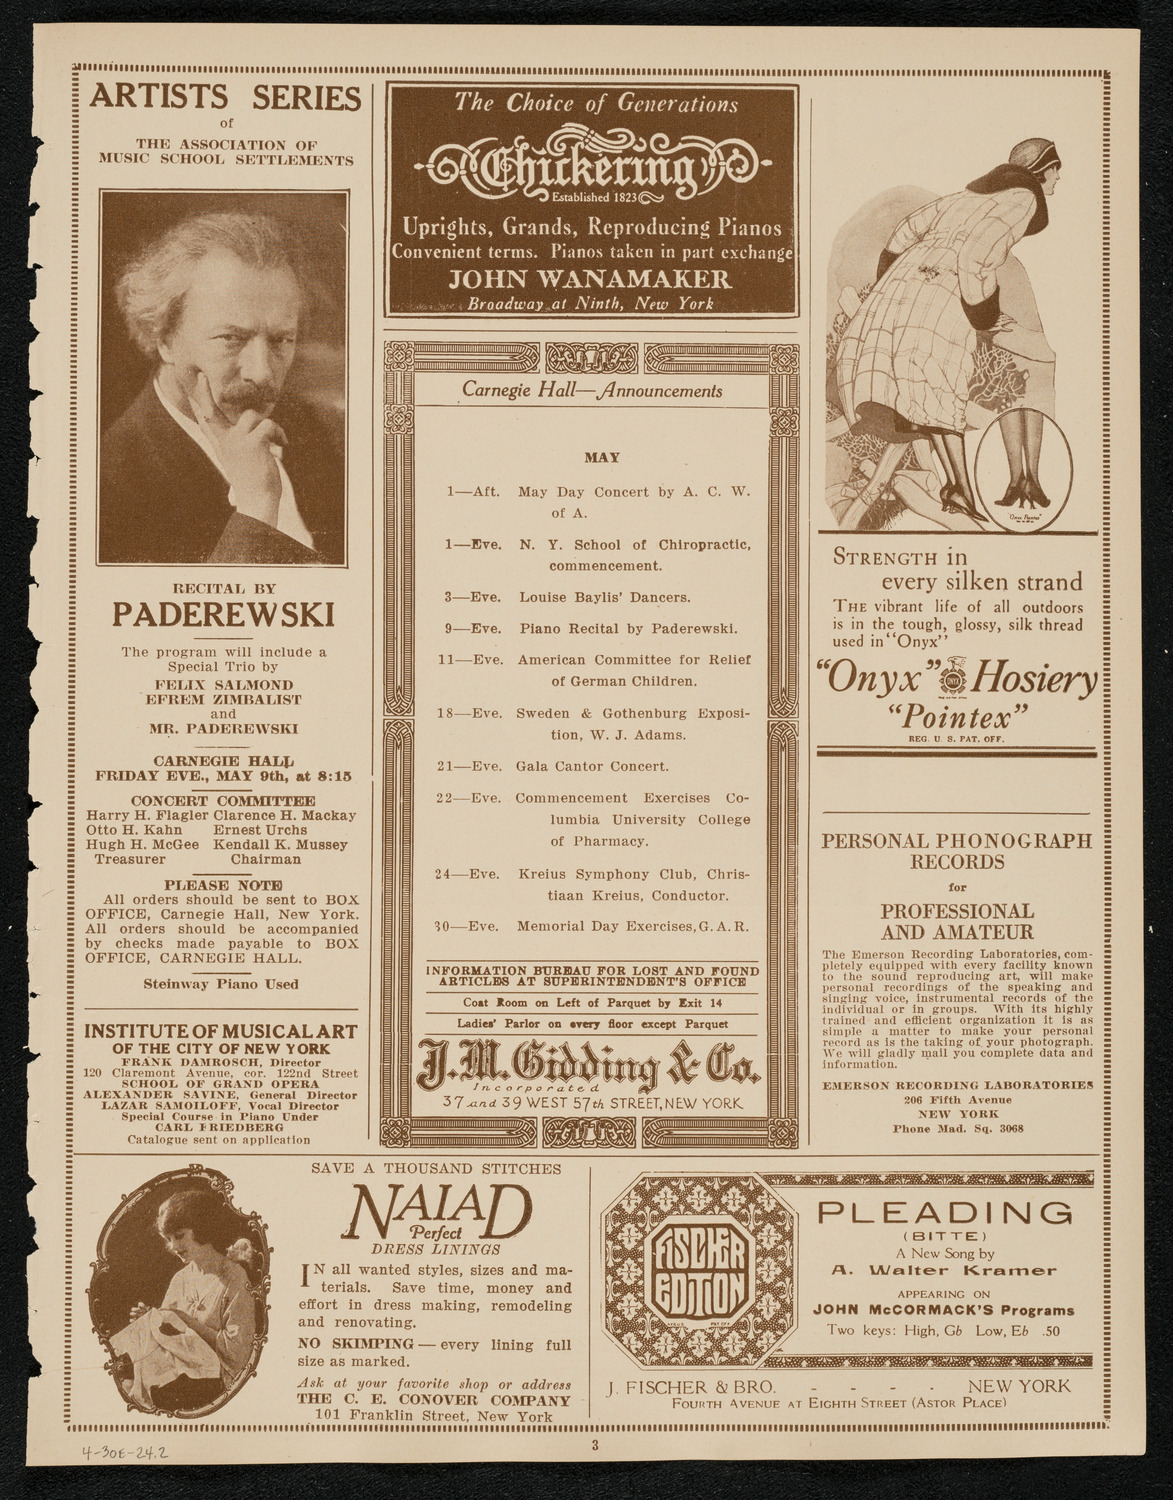 ARTISTS SERIES
of
THE ASSOCIATION OF
MUSIC SCHOOL SETTLEMENTS
RECITAL BY
PADEREWSKI
The program will include a
Special Trio by
FELIX SALMOND
EFREM ZIMBALIST
and
MR. PADEREWSKI
CARNEGIE HALL
FRIDAY EVE., MAY 9th, at 8:15
CONCERT COMMITTEE
Harry H. Flagler Clarence H. Mackay
Otto H. Kahn Ernest Urchs
Hugh H. McGee Kendall K. Mussey
Treasurer Chairman
PLEASE NOTE
All orders should be sent to BOX
OFFICE, Carnegie Hall, New York.
All orders should be accompanied
by checks made payable to BOX
OFFICE, CARNEGIE HALL.
Steinway Piano Used
INSTITUTE OF MUSICAL ART
OF THE CITY OF NEW YORK
FRANK DAMROSCH, Director
120 Claremont Avenue, cor. 122nd Street
SCHOOL OF GRAND OPERA
ALEXANDER SAVINE, General Director
LAZAR SAMOILOFF, Vocal Director
Special Course in Piano Under
CARL FRIEDBERG
Catalogue sent on application
The Choice of Generations
Chickering
Established 1823
Uprights, Grands, Reproducing Pianos
Convenient terms. Pianos taken in part exchange
JOHN WANAMAKER
Broadway at Ninth, New York
Carnegie Hall—Announcements
MAY
1—Aft. May Day Concert by A. C. W.
of A.
1—Eve. N. Y. School of Chiropractic,
commencement.
3—Eve. Louise Baylis' Dancers.
9—Eve. Piano Recital by Paderewski.
11—Eve. American Committee for Relief
of German Children.
18—Eve. Sweden & Gothenburg Exposi-
tion, W. J. Adams.
21—Eve. Gala Cantor Concert.
22—Eve. Commencement Exercises Co-
lumbia University College
of Pharmacy.
24—Eve. Kreius Symphony Club, Chris-
tiaan Kreius, Conductor.
30—Eve. Memorial Day Exercises, G. A. R.
INFORMATION BUREAU FOR LOST AND FOUND
ARTICLES AT SUPERINTENDENT'S OFFICE
Coat Room on Left of Parquet by Exit 14
Ladies' Parlor on every floor except Parquet
J. M. Gidding & Co.
Incorporated
37 and 39 WEST 57th STREET, NEW YORK
"Onyx Pointex"
STRENGTH in
every silken strand
THE vibrant life of all outdoors
is in the tough, glossy, silk thread
used in "Onyx"
"Onyx" ONYX Hosiery
"Pointex"
REG. U. S. PAT. OFF.
PERSONAL PHONOGRAPH
RECORDS
for
PROFESSIONAL
AND AMATEUR
The Emerson Recording Laboratories, com-
pletely equipped with every facility known
to the sound reproducing art, will make
personal recordings of the speaking and
singing voice, instrumental records of the
individual or in groups. With its highly
trained and efficient organization it is as
simple a matter to make your personal
record as is the taking of your photograph.
We will gladly mail you complete data and
information.
EMERSON RECORDING LABORATORIES
206 Fifth Avenue
NEW YORK
Phone Mad. Sq. 3068
SAVE A THOUSAND STITCHES
NAIAD
Perfect
DRESS LININGS
IN all wanted styles, sizes and ma-
terials. Save time, money and
effort in dress making, remodeling
and renovating.
NO SKIMPING — every lining full
size as marked.
Ask at your favorite shop or address
THE C. E. CONOVER COMPANY
101 Franklin Street, New York
FISCHER
EDITION
PLEADING
(BITTE)
A New Song by
A. Walter Kramer
APPEARING ON
JOHN McCORMACK'S Programs
Two keys: High, Gb Low, Eb .50
J. FISCHER & BRO. - - - - NEW YORK
FOURTH AVENUE AT EIGHTH STREET (ASTOR PLACE)
3
4-30E-24.2